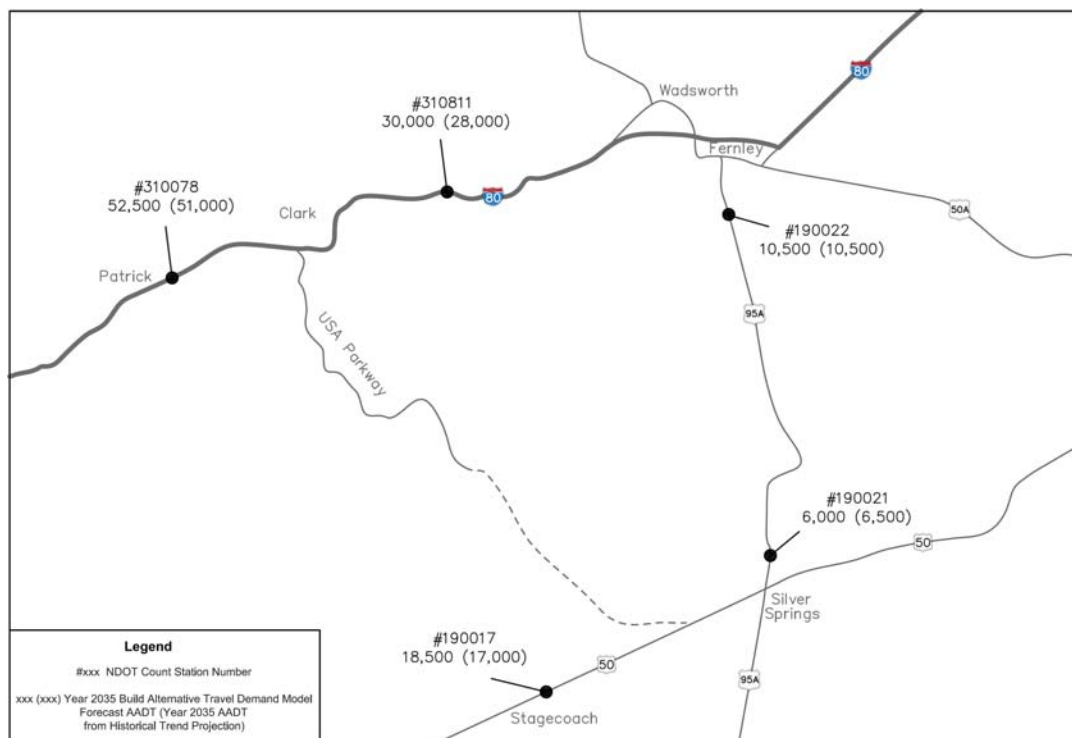 80
Wadsworth
#310811
30,000 (28,000)
Fernley
#310078
52,500 (51,000)
80
Clark
50A
#190022
10,500 (10,500)
Patrick
95A
USA Parkway
#190021
6,000 (6,500)
50
Silver
Springs
#190017
18,500 (17,000)
50
95A
Stagecoach
Legend
#xxx NDOT Count Station Number
xxx (xxx) Year 2035 Build Alternative Travel Demand Model
Forecast AADT (Year 2035 AADT
from Historical Trend Projection)